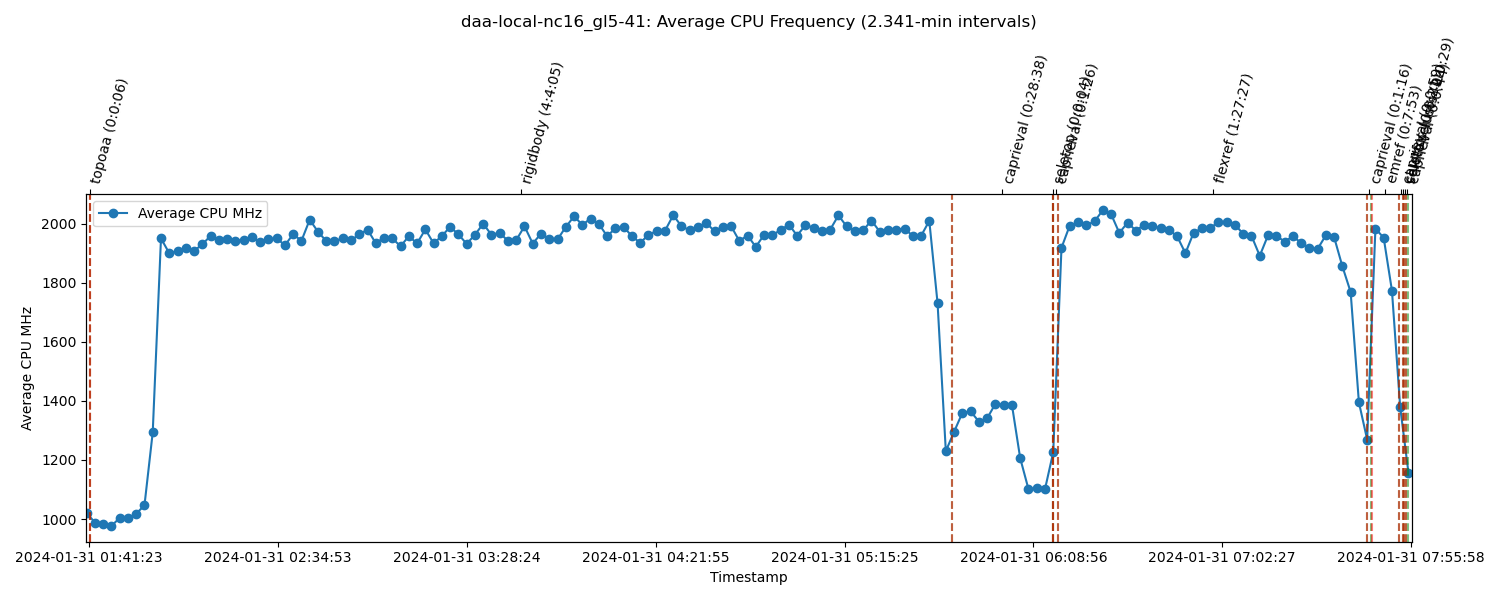 daa-local-nc16_gl5-41: Average CPU Frequency (2.341-min intervals)
topoaa (0:0:06)
rigidbody (4:4:05)
caprieval (0:28:38)
caprieval (0:1:26)
flexref (1:27:27)
caprieval (0:1:16)
emref (0:7:53)
Average CPU MHz
2000
1800
1600
1400
1200
1000
Average CPU MHz
2024-01-31 01:41:23
2024-01-31 02:34:53
2024-01-31 03:28:24
2024-01-31 04:21:55
2024-01-31 05:15:25
2024-01-31 06:08:56
2024-01-31 07:02:27
2024-01-31 07:55:58
Timestamp